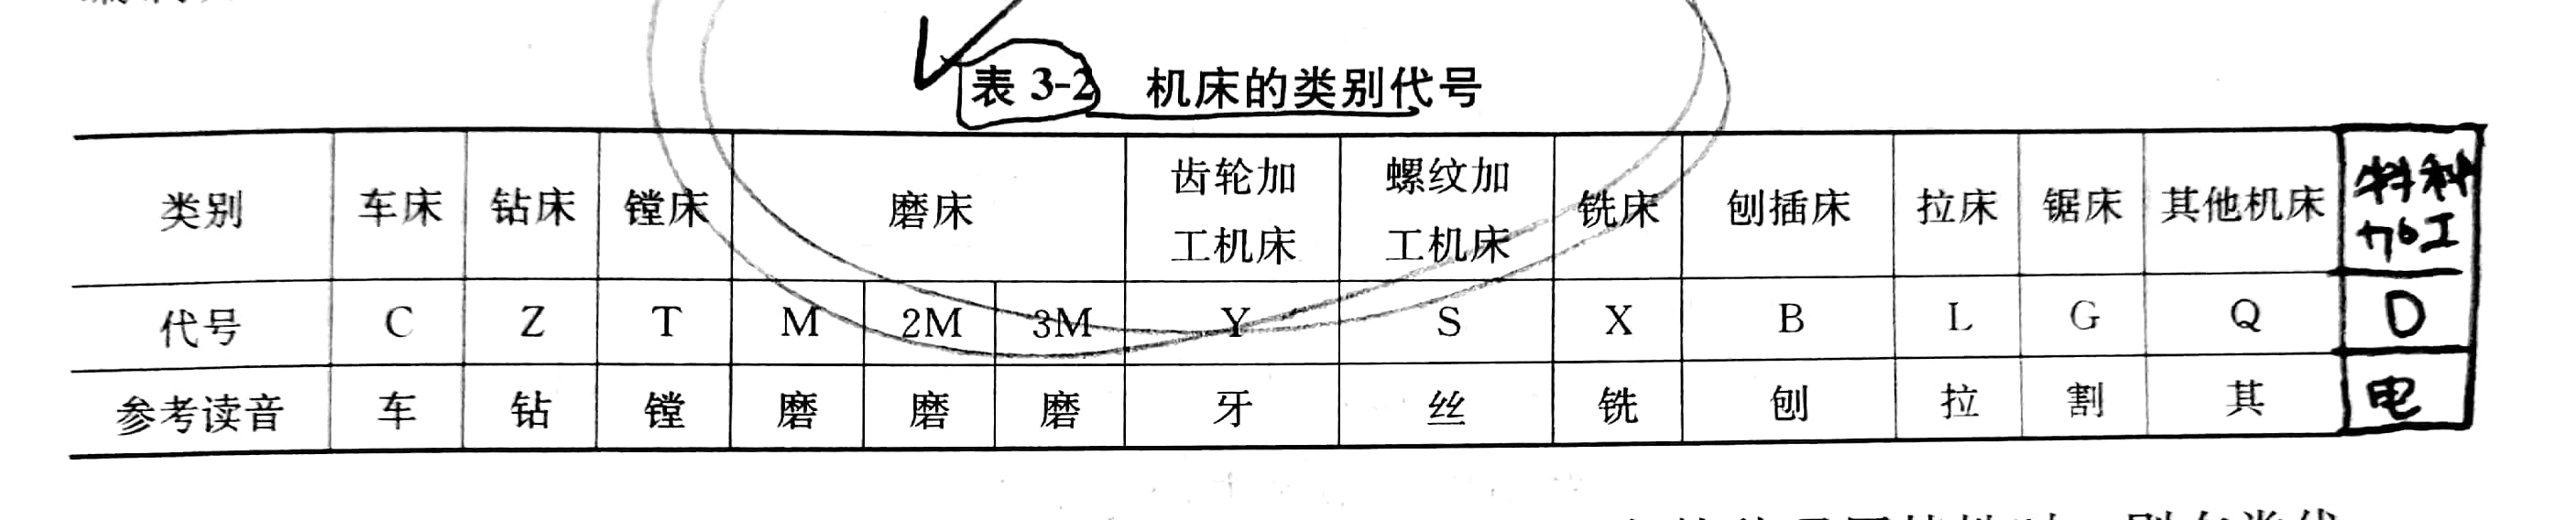 表 3-2 机床的类别代号
类别 车床 钻床 镗床 磨床 齿轮加工机床 螺纹加工机床 铣床 刨插床 拉床 锯床 其他机床 特种加工
代号 C Z T M 2M 3M Y S X B L G Q D
参考读音 车 钻 镗 磨 磨 磨 牙 丝 铣 刨 拉 割 其 电